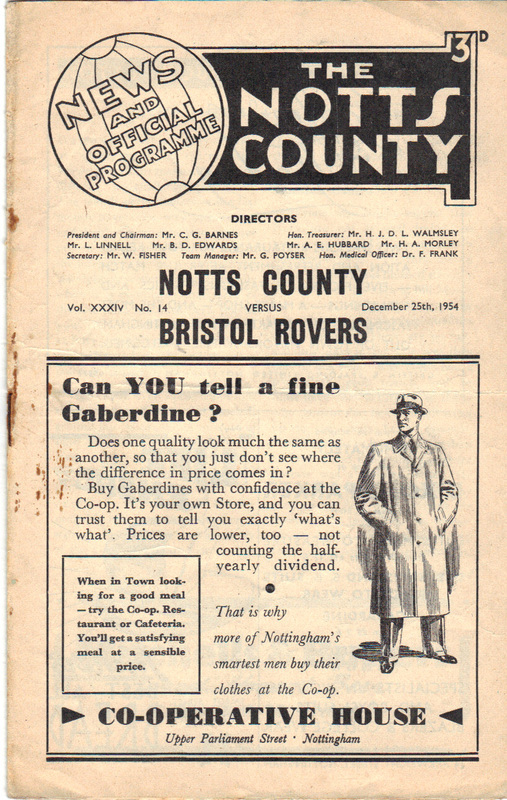 3D
NEWS
AND
OFFICIAL
PROGRAMME
THE
NOTTS
COUNTY
DIRECTORS
President and Chairman: Mr. C. G. BARNES Hon. Treasurer: Mr. H. J. D. L. WALMSLEY
Mr. L. LINNELL Mr. B. D. EDWARDS Mr. A. E. HUBBARD Mr. H. A. MORLEY
Secretary: Mr. W. FISHER Team Manager: Mr. G. POYSER Hon. Medical Officer: Dr. F. FRANK
NOTTS COUNTY
Vol. XXXIV No. 14 VERSUS December 25th, 1954
BRISTOL ROVERS
Can YOU tell a fine
Gaberdine ?
Does one quality look much the same as
another, so that you just don't see where
the difference in price comes in ?
Buy Gaberdines with confidence at the
Co-op. It's your own Store, and you can
trust them to tell you exactly 'what's
what'. Prices are lower, too — not
counting the half-
yearly dividend.
When in Town look-
ing for a good meal
—try the Co-op. Res-
taurant or Cafeteria.
You'll get a satisfying
meal at a sensible
price.
That is why
more of Nottingham's
smartest men buy their
clothes at the Co-op.
CO-OPERATIVE HOUSE
Upper Parliament Street · Nottingham